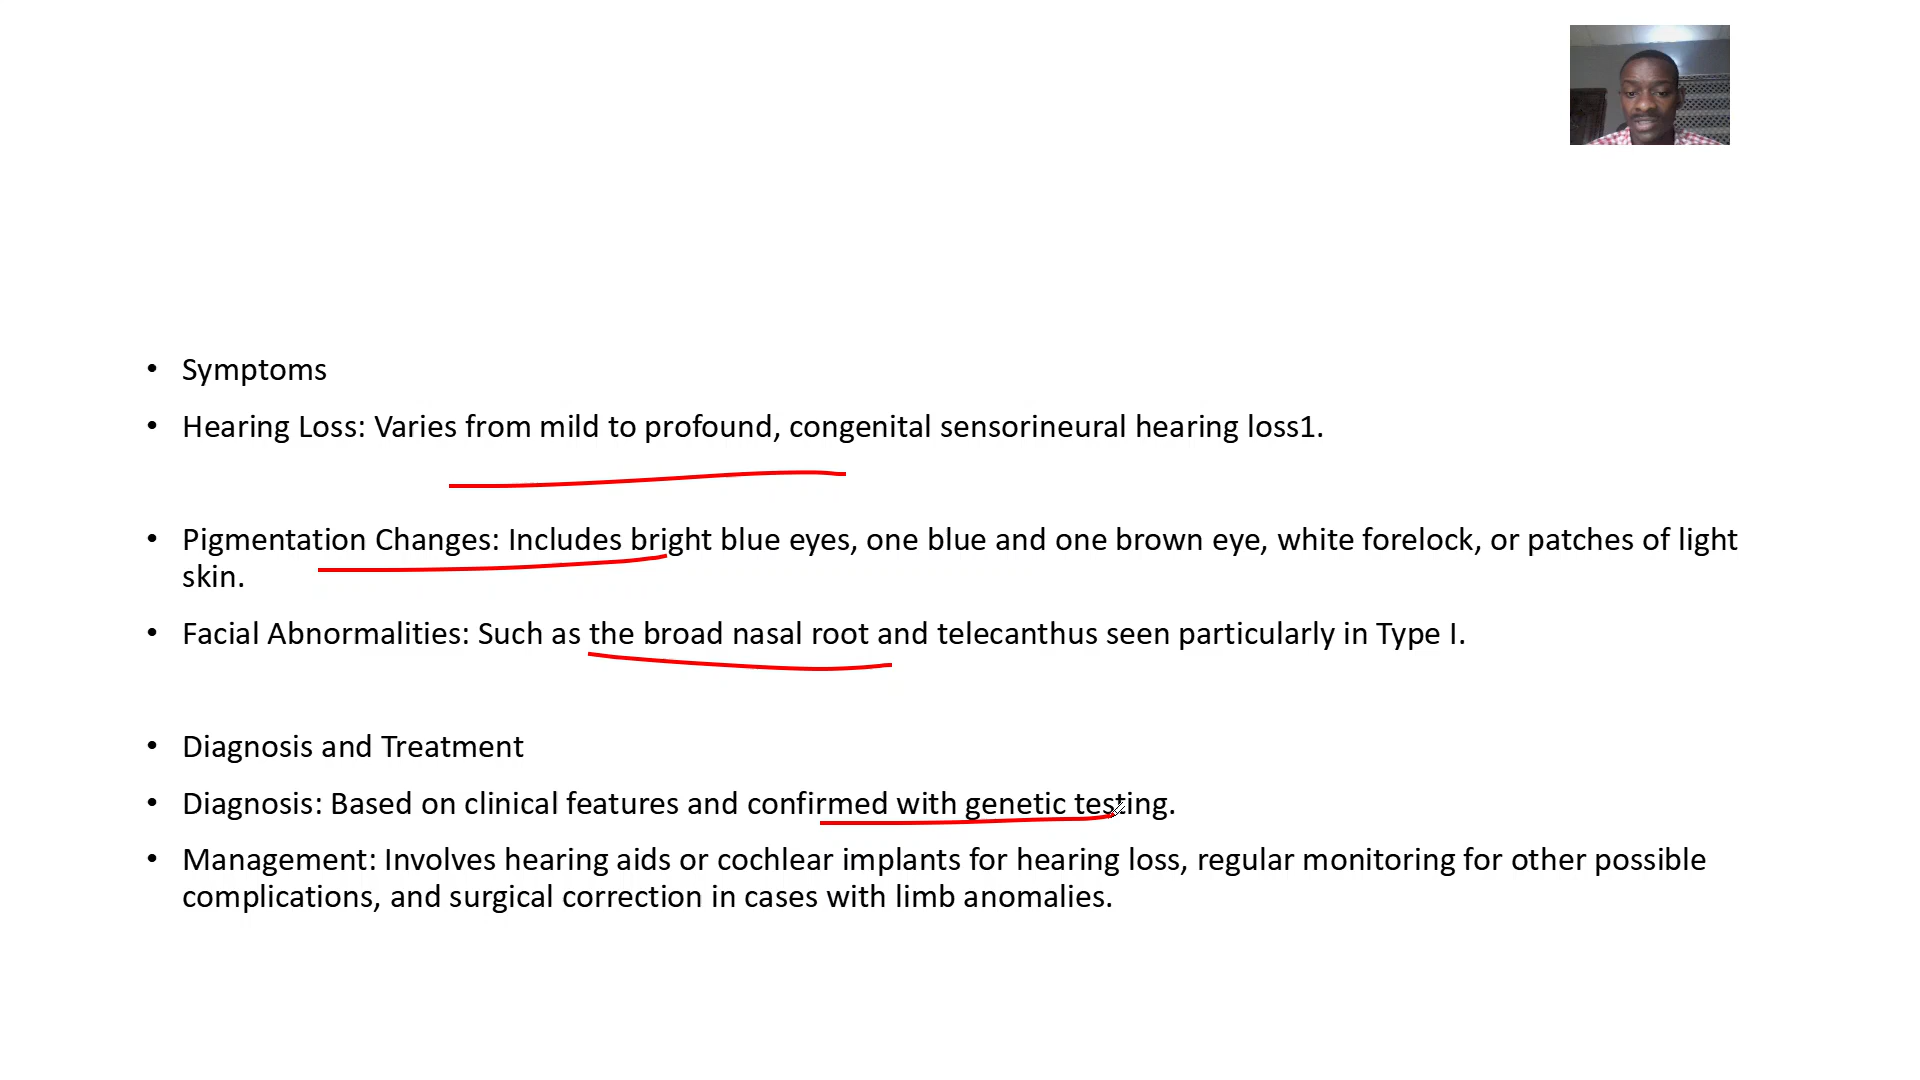 • Symptoms
• Hearing Loss: Varies from mild to profound, congenital sensorineural hearing loss1.
• Pigmentation Changes: Includes bright blue eyes, one blue and one brown eye, white forelock, or patches of light
skin.
• Facial Abnormalities: Such as the broad nasal root and telecanthus seen particularly in Type I.
• Diagnosis and Treatment
• Diagnosis: Based on clinical features and confirmed with genetic testing.
• Management: Involves hearing aids or cochlear implants for hearing loss, regular monitoring for other possible
complications, and surgical correction in cases with limb anomalies.